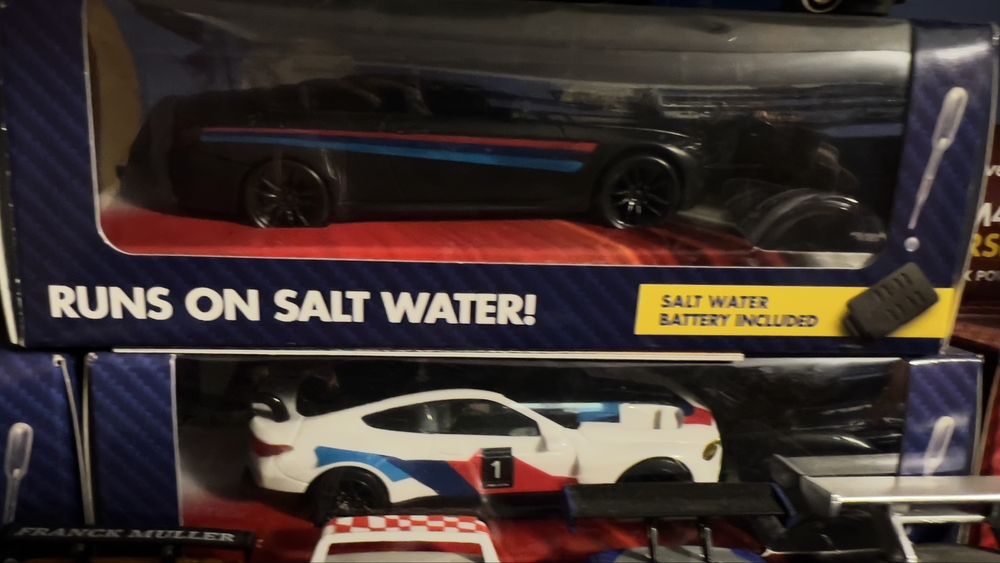 RUNS ON SALT WATER!
SALT WATER
BATTERY INCLUDED
1
FRANCK MULLER